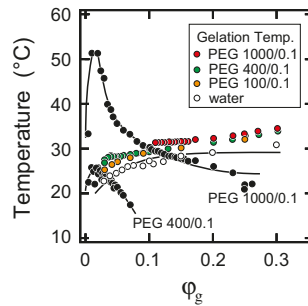 Gelation Temp.
PEG 1000/0.1
PEG 400/0.1
PEG 100/0.1
water
60
50
40
30
20
10
Temperature (°C)
PEG 1000/0.1
PEG 400/0.1
0
0.1
0.2
0.3
φg